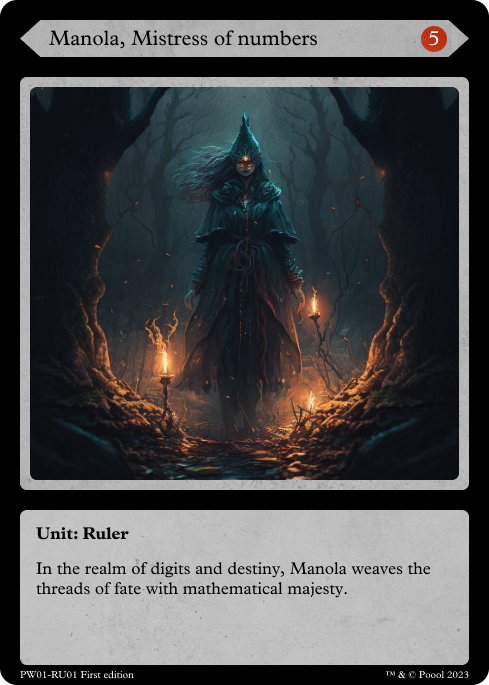 Manola, Mistress of numbers
5
Unit: Ruler
In the realm of digits and destiny, Manola weaves the
threads of fate with mathematical majesty.
PW01-RU01 First edition
™ & © Poool 2023